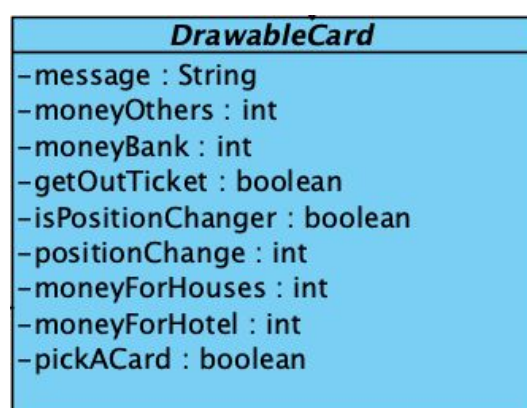 DrawableCard
-message : String
-moneyOthers : int
-moneyBank : int
-getOutTicket : boolean
-isPositionChanger : boolean
-positionChange : int
-moneyForHouses : int
-moneyForHotel : int
-pickACard : boolean